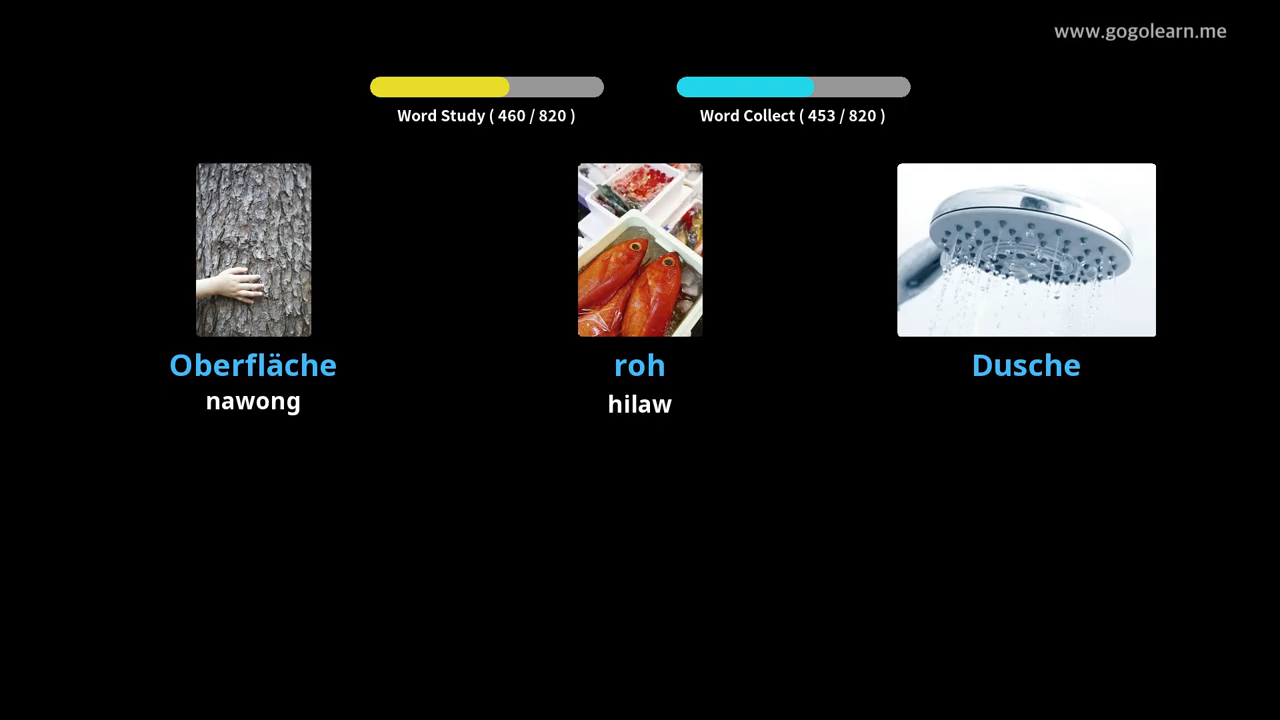 www.gogolearn.me
Word Study ( 460 / 820 )
Word Collect ( 453 / 820 )
Oberfläche
nawong
roh
hilaw
Dusche